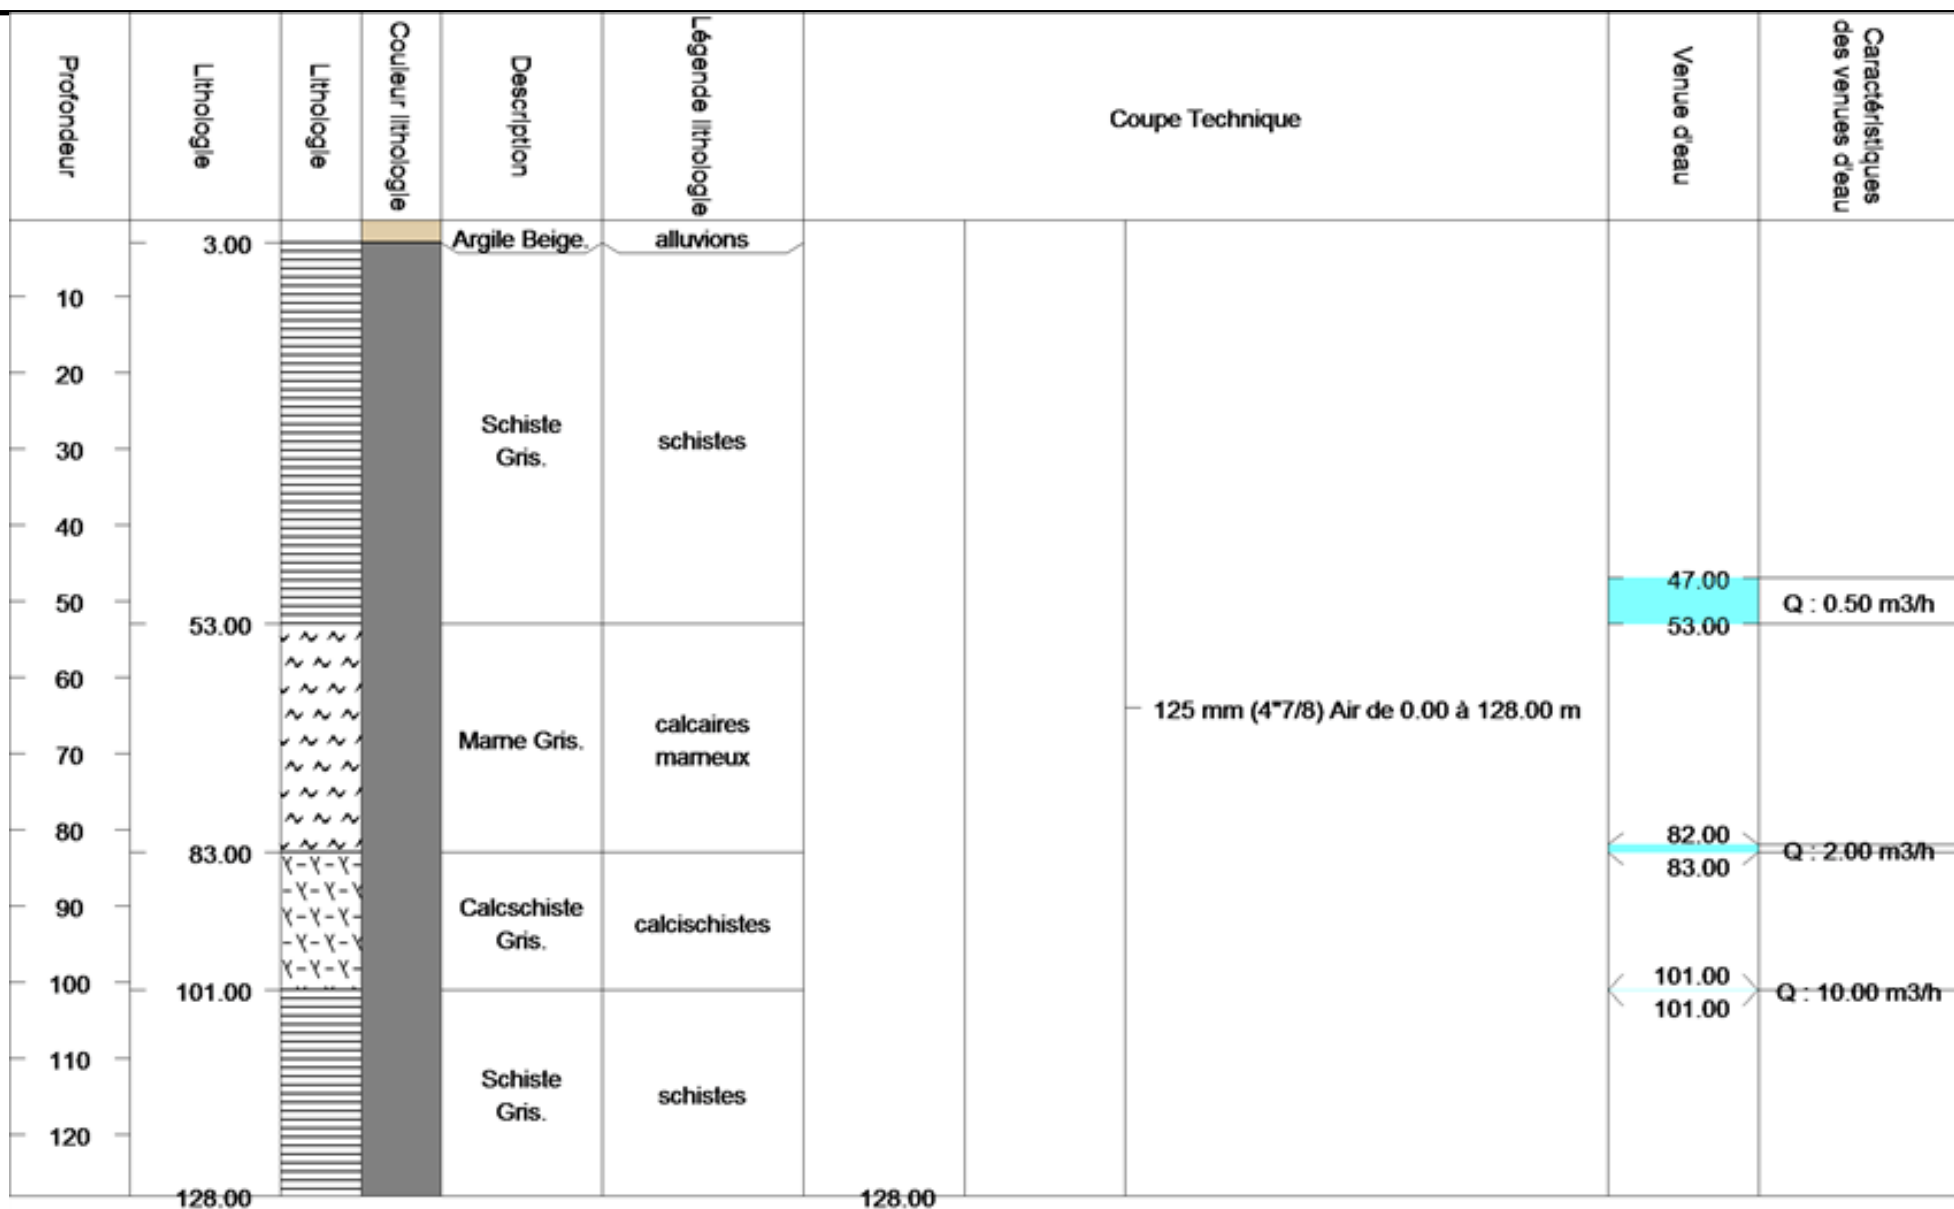 Profondeur
Lithologie
Lithologie
Couleur lithologie
Description
Légende lithologie
Coupe Technique
Venue d'eau
Caractéristiques
des venues d'eau
3.00
Argile Beige.
alluvions
10
20
30
40
50
60
70
80
90
100
110
120
Schiste
Gris.
schistes
47.00
53.00
Q : 0.50 m3/h
53.00
Marne Gris.
calcaires
marneux
125 mm (4"7/8) Air de 0.00 à 128.00 m
82.00
83.00
Q : 2.00 m3/h
83.00
Calcschiste
Gris.
calcischistes
101.00
101.00
Q : 10.00 m3/h
101.00
Schiste
Gris.
schistes
128.00
128.00